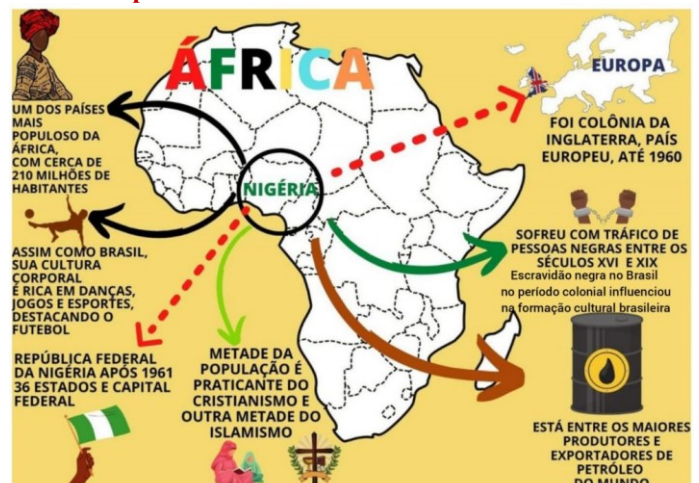 ÁFRICA
EUROPA
UM DOS PAÍSES
MAIS
POPULOSO DA
ÁFRICA,
COM CERCA DE
210 MILHÕES DE
HABITANTES
NIGÉRIA
FOI COLÔNIA DA
INGLATERRA, PAÍS
EUROPEU, ATÉ 1960
ASSIM COMO BRASIL,
SUA CULTURA
CORPORAL
É RICA EM DANÇAS,
JOGOS E ESPORTES,
DESTACANDO O
FUTEBOL
SOFREU COM TRÁFICO DE
PESSOAS NEGRAS ENTRE OS
SÉCULOS XVI E XIX
Escravidão negra no Brasil
no período colonial influenciou
na formação cultural brasileira
REPÚBLICA FEDERAL
DA NIGÉRIA APÓS 1961
36 ESTADOS E CAPITAL
FEDERAL
METADE DA
POPULAÇÃO É
PRATICANTE DO
CRISTIANISMO E
OUTRA METADE DO
ISLAMISMO
ESTÁ ENTRE OS MAIORES
PRODUTORES E
EXPORTADORES DE
PETRÓLEO
DO MUNDO